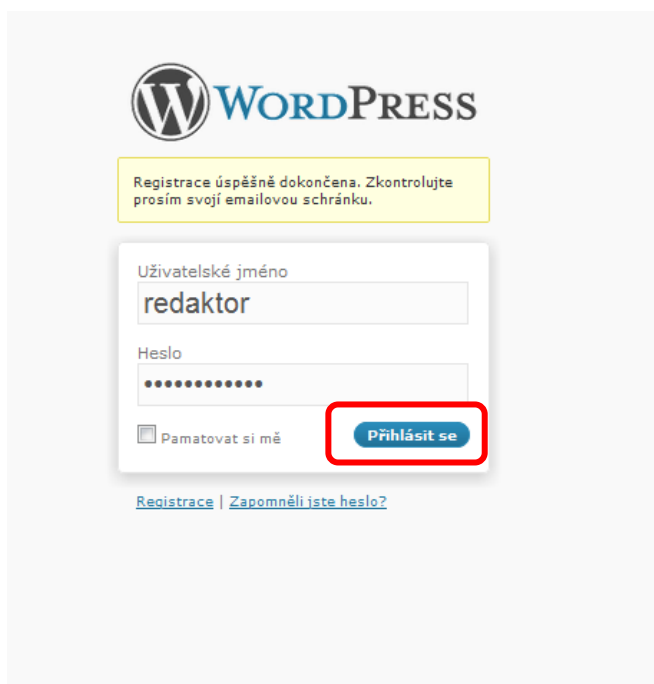 WORDPRESS
Registrace úspěšně dokončena. Zkontrolujte
prosím svojí emailovou schránku.
Uživatelské jméno
redaktor
Heslo
••••••••••••
Pamatovat si mě
Přihlásit se
Registrace | Zapomněli jste heslo?